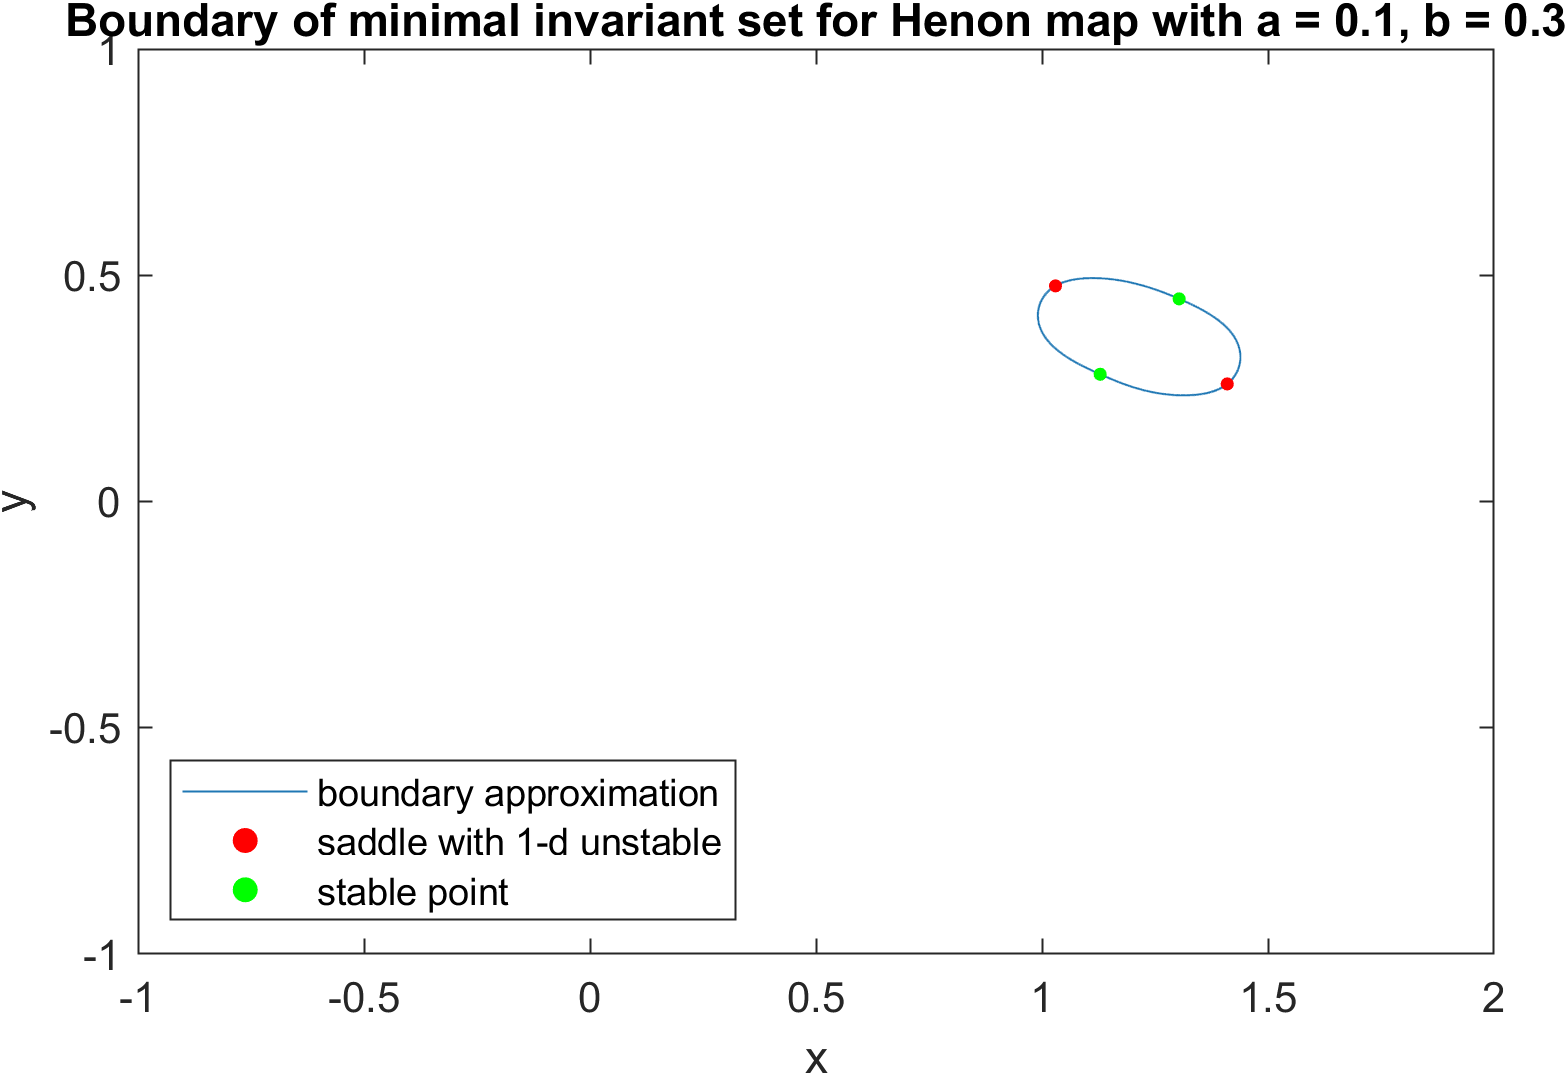 Boundary of minimal invariant set for Henon map with a = 0.1, b = 0.3
1
0.5
0
-0.5
-1
y
boundary approximation
saddle with 1-d unstable
stable point
-1 -0.5 0 0.5 1 1.5 2
x